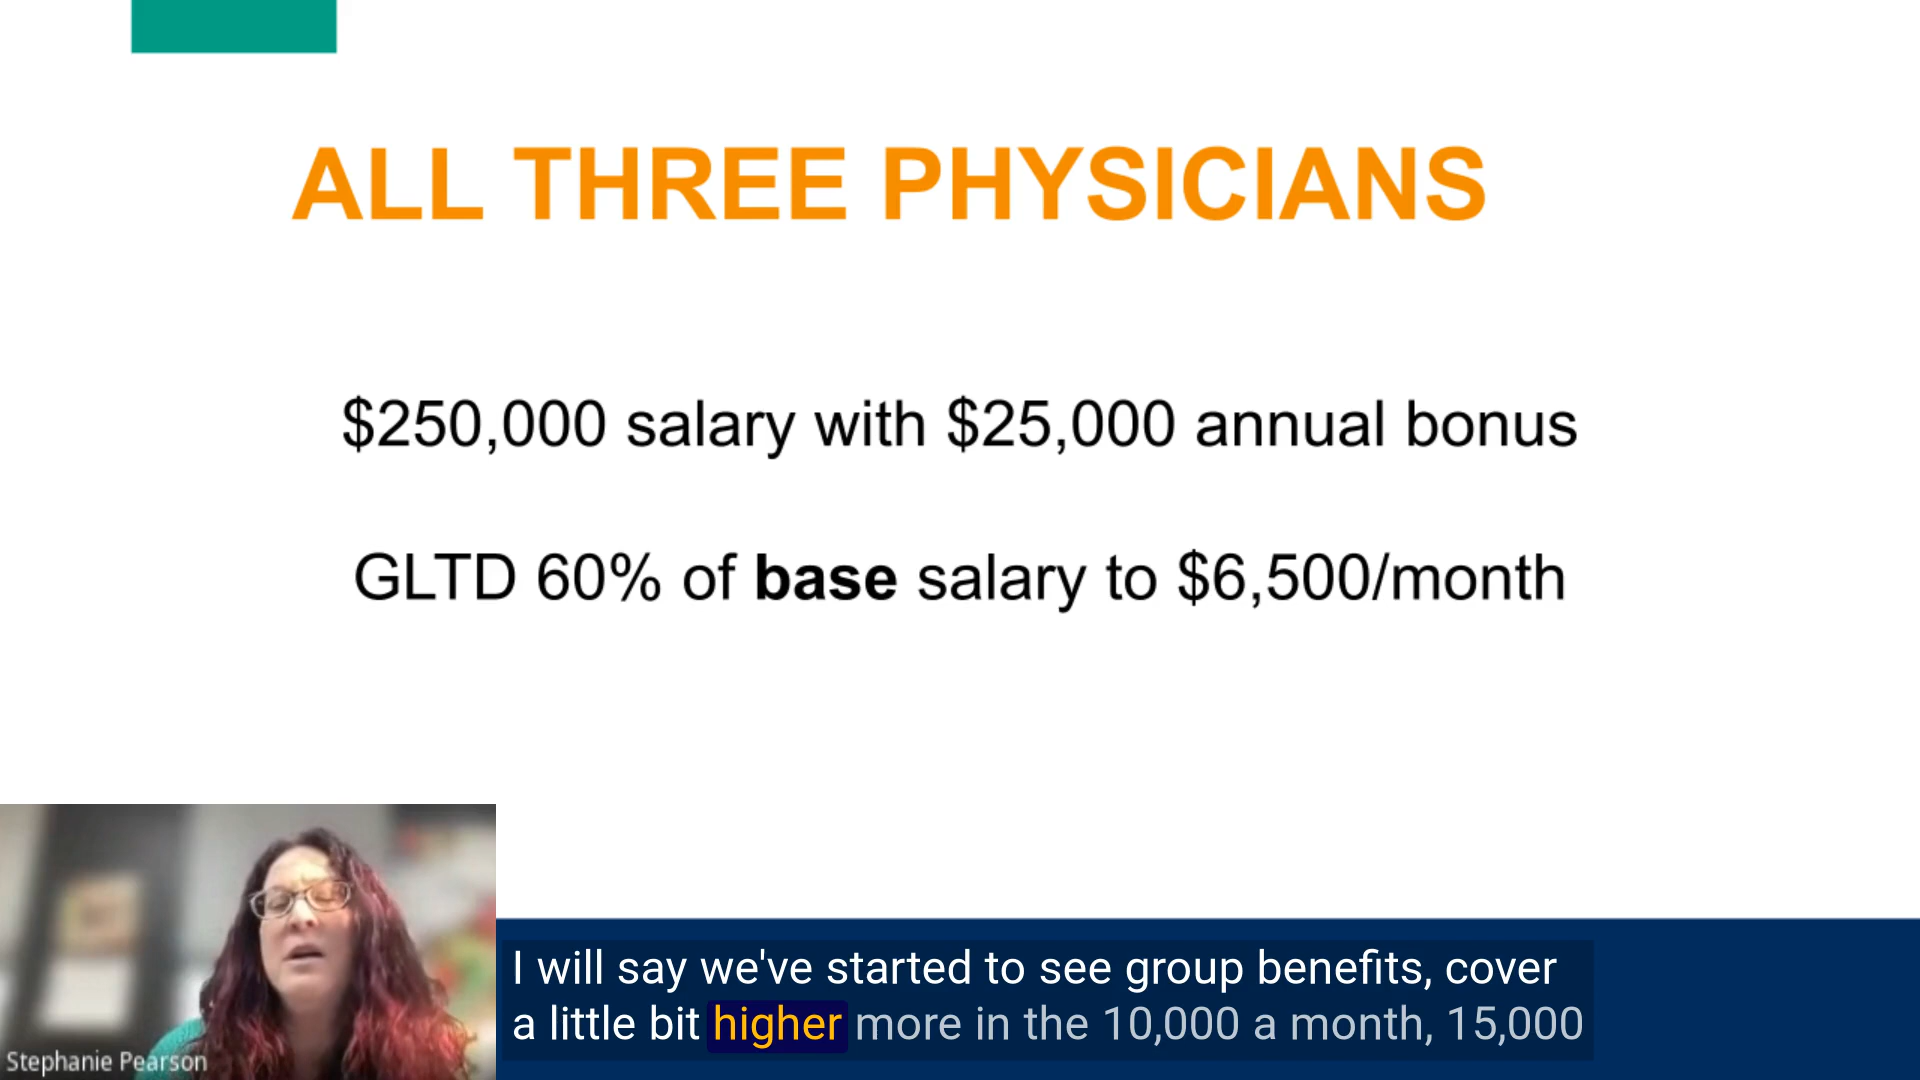 ALL THREE PHYSICIANS
$250,000 salary with $25,000 annual bonus
GLTD 60% of base salary to $6,500/month
Stephanie Pearson
I will say we've started to see group benefits, cover
a little bit higher more in the 10,000 a month, 15,000